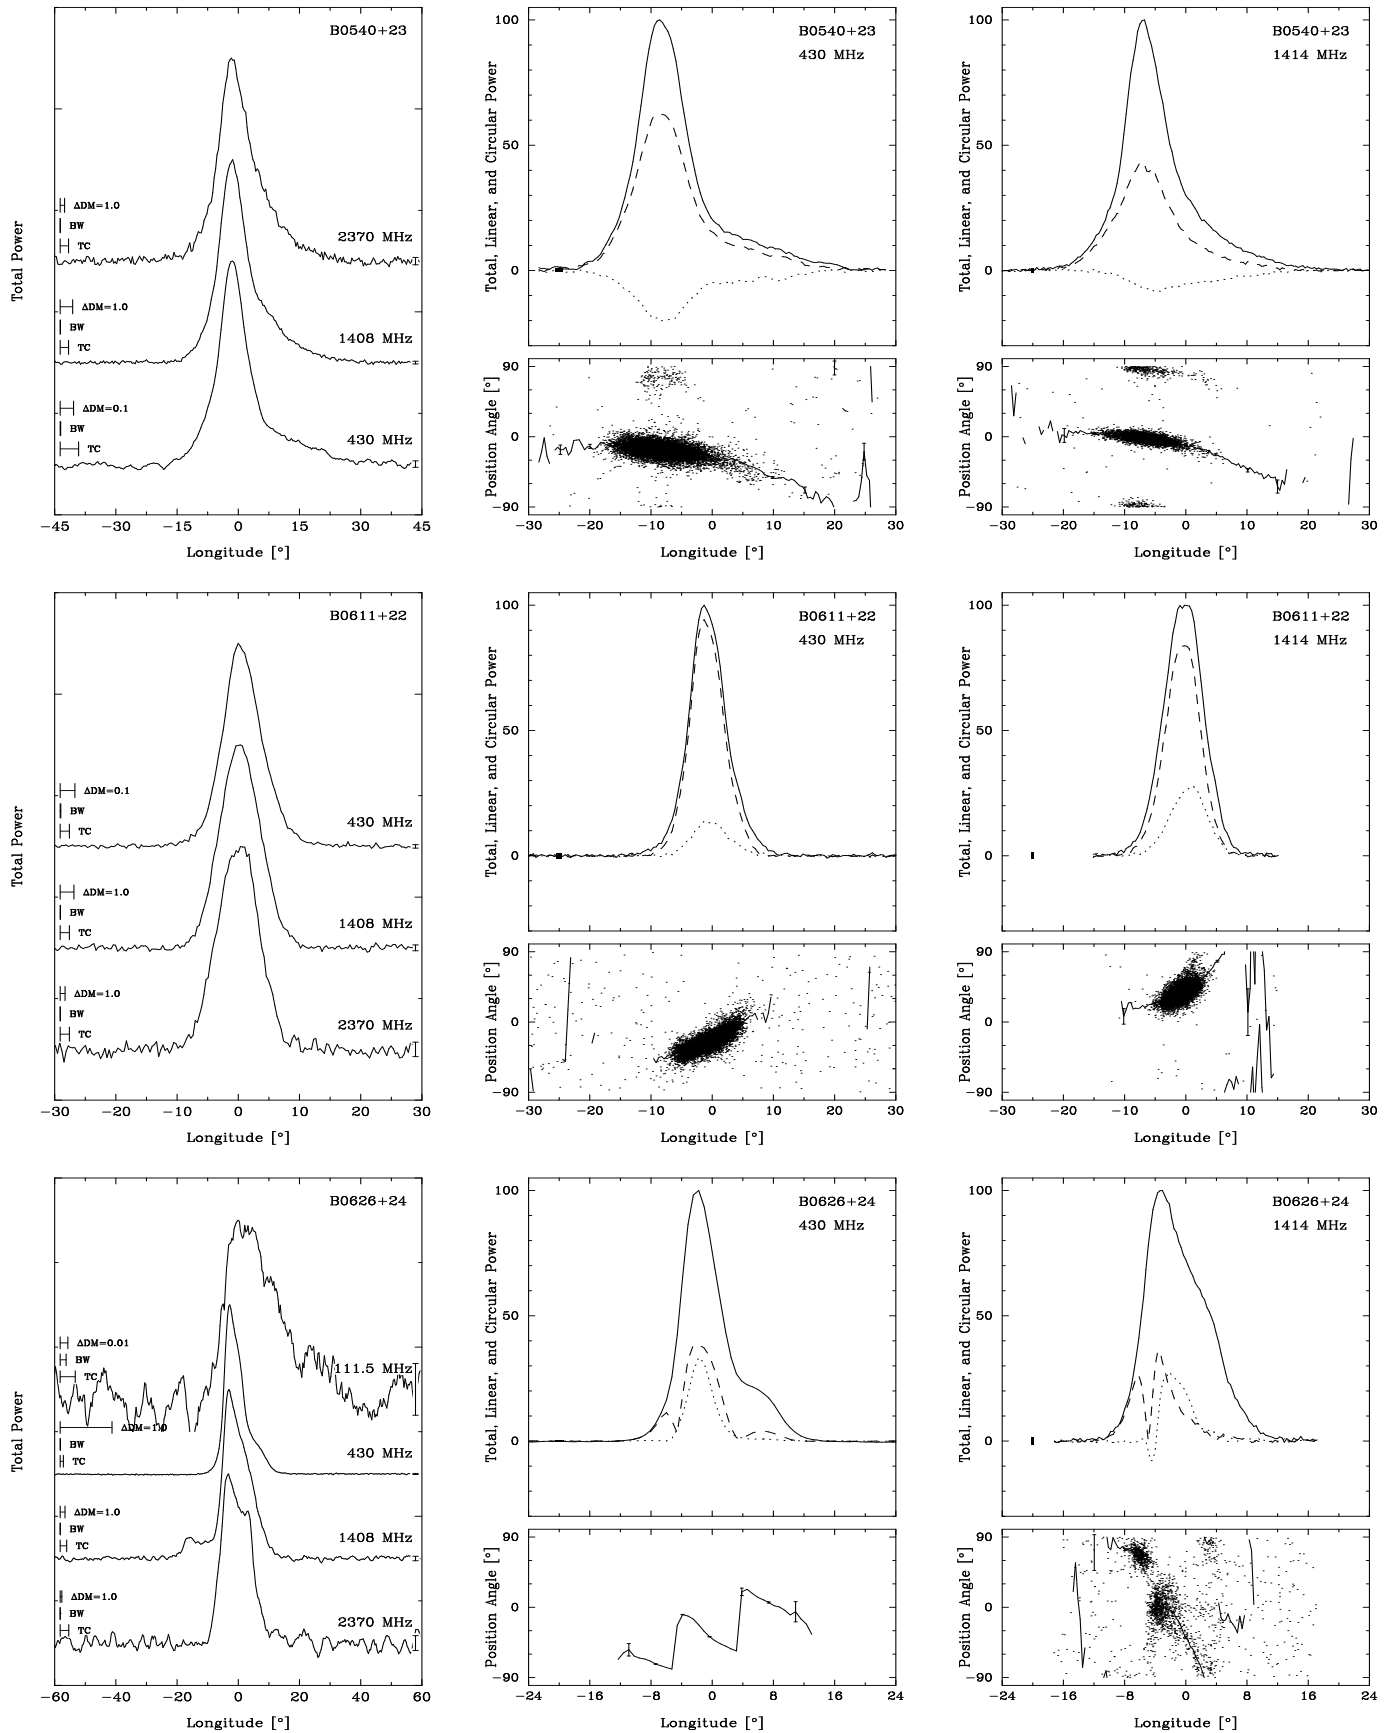 B0540+23
Total Power
ΔDM=1.0
BW
TC
2370 MHz
ΔDM=1.0
BW
TC
1408 MHz
ΔDM=0.1
BW
TC
430 MHz
−45 −30 −15 0 15 30 45
Longitude [°]
B0540+23
430 MHz
Total, Linear, and Circular Power
100
50
0
Position Angle [°]
90
0
−90
−30 −20 −10 0 10 20 30
Longitude [°]
B0540+23
1414 MHz
Total, Linear, and Circular Power
100
50
0
Position Angle [°]
90
0
−90
−30 −20 −10 0 10 20 30
Longitude [°]
B0611+22
Total Power
ΔDM=0.1
BW
TC
430 MHz
ΔDM=1.0
BW
TC
1408 MHz
ΔDM=1.0
BW
TC
2370 MHz
−30 −20 −10 0 10 20 30
Longitude [°]
B0611+22
430 MHz
Total, Linear, and Circular Power
100
50
0
Position Angle [°]
90
0
−90
−30 −20 −10 0 10 20 30
Longitude [°]
B0611+22
1414 MHz
Total, Linear, and Circular Power
100
50
0
Position Angle [°]
90
0
−90
−30 −20 −10 0 10 20 30
Longitude [°]
B0626+24
Total Power
ΔDM=0.01
BW
TC
111.5 MHz
ΔDM=1.0
BW
TC
430 MHz
ΔDM=1.0
BW
TC
1408 MHz
ΔDM=1.0
BW
TC
2370 MHz
−60 −40 −20 0 20 40 60
Longitude [°]
B0626+24
430 MHz
Total, Linear, and Circular Power
100
50
0
Position Angle [°]
90
0
−90
−24 −16 −8 0 8 16 24
Longitude [°]
B0626+24
1414 MHz
Total, Linear, and Circular Power
100
50
0
Position Angle [°]
90
0
−90
−24 −16 −8 0 8 16 24
Longitude [°]